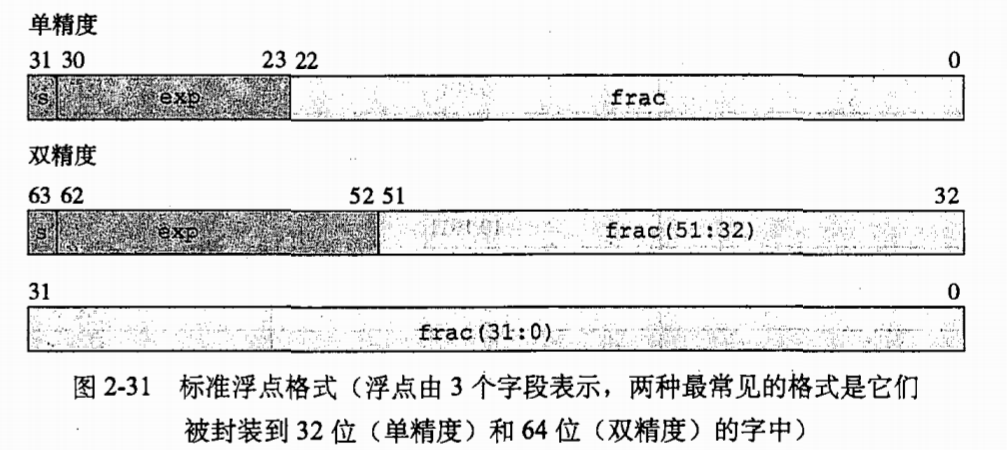 单精度
31 30 23 22 0
s exp frac
双精度
63 62 52 51 32
s exp frac(51:32)
31 0
frac(31:0)
图 2-31 标准浮点格式（浮点由 3 个字段表示，两种最常见的格式是它们
被封装到 32 位（单精度）和 64 位（双精度）的字中）